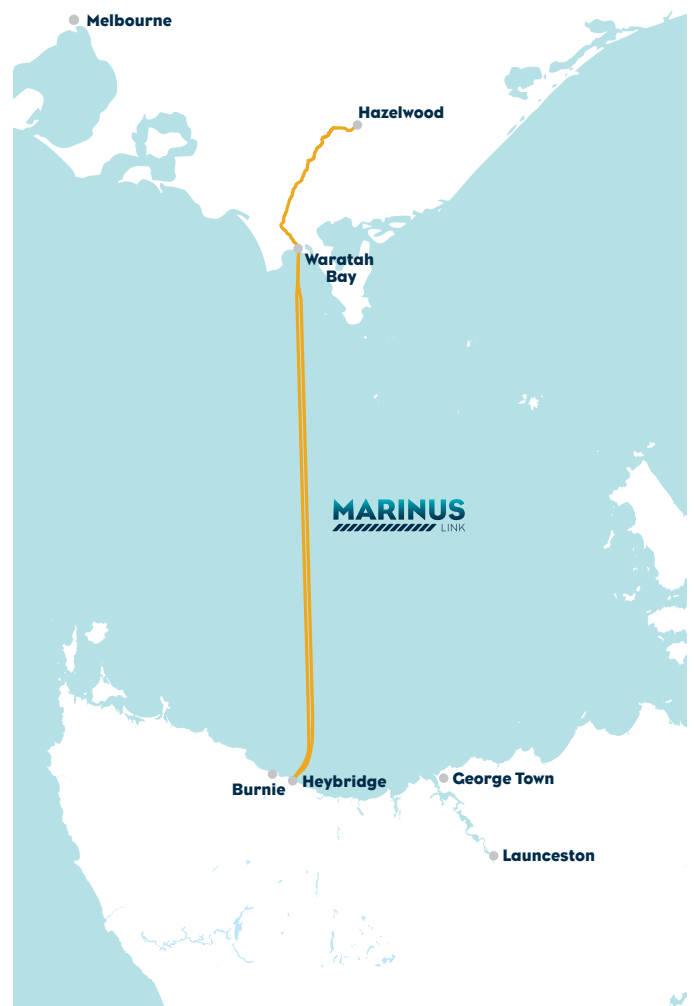 Melbourne
Hazelwood
Waratah
Bay
MARINUS
LINK
Heybridge
Burnie
George Town
Launceston